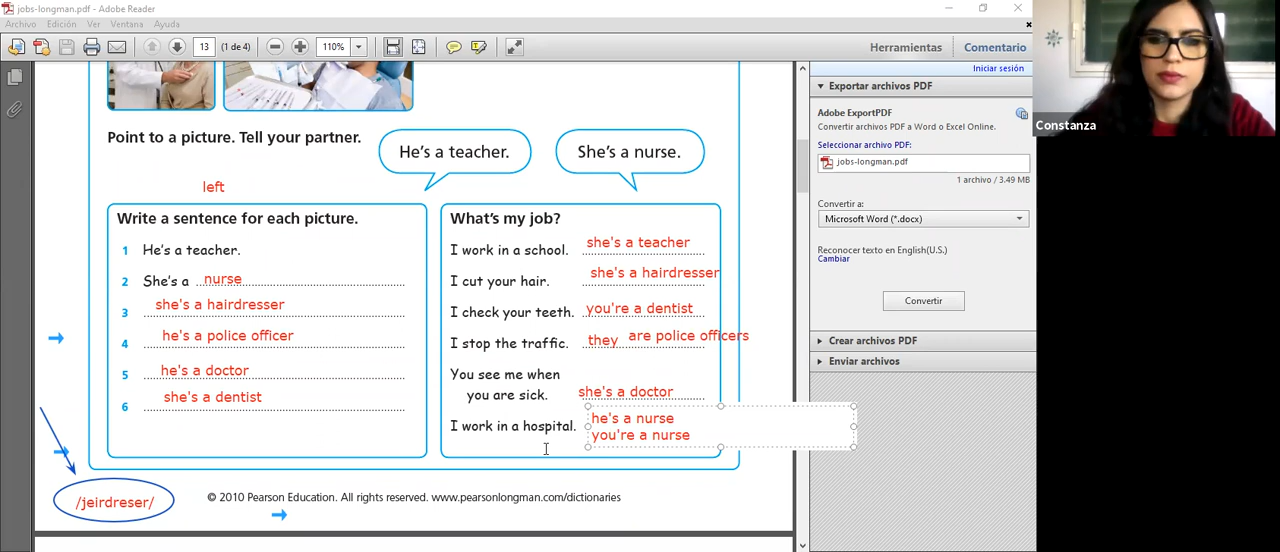 jobs-longman.pdf - Adobe Reader
Archivo Edición Ver Ventana Ayuda
13 (1 de 4) 110% Herramientas Comentario
Iniciar sesión
Exportar archivos PDF
Adobe ExportPDF
Convertir archivos PDF a Word o Excel Online.
Seleccionar archivo PDF:
jobs-longman.pdf
1 archivo / 3.49 MB
Convertir a:
Microsoft Word (*.docx)
Reconocer texto en English(U.S.)
Cambiar
Convertir
Crear archivos PDF
Enviar archivos
Constanza
Point to a picture. Tell your partner.
He's a teacher.
She's a nurse.
left
Write a sentence for each picture.
1 He's a teacher.
2 She's a nurse
3 she's a hairdresser
4 he's a police officer
5 he's a doctor
6 she's a dentist
What's my job?
I work in a school. she's a teacher
I cut your hair. she's a hairdresser
I check your teeth. you're a dentist
I stop the traffic. they are police officers
You see me when
you are sick. she's a doctor
I work in a hospital. he's a nurse
you're a nurse
/jeirdreser/
© 2010 Pearson Education. All rights reserved. www.pearsonlongman.com/dictionaries